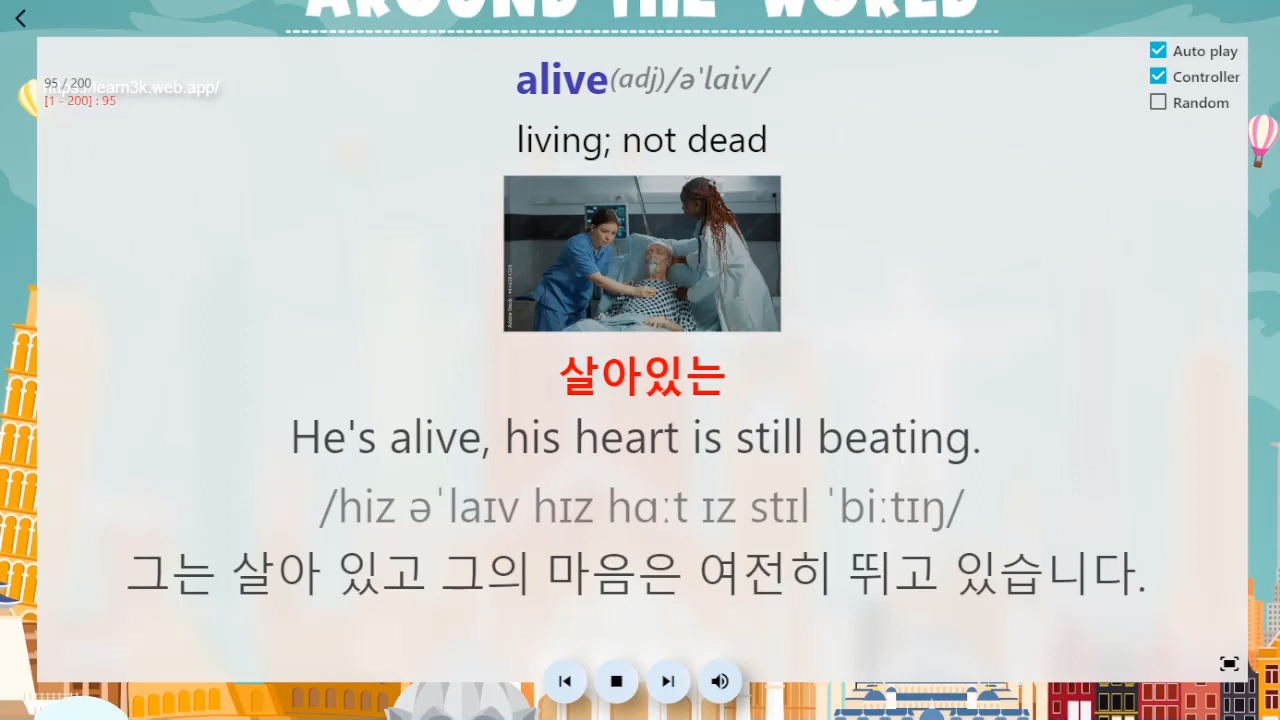 AROUND THE WORLD
Auto play
95 / 200
https://learn3k.web.app/
Controller
[1 - 200] : 95
Random
alive(adj)/ə'laiv/
living; not dead
살아있는
He's alive, his heart is still beating.
/hiz əˈlaɪv hɪz hɑːt ɪz stɪl ˈbiːtɪŋ/
그는 살아 있고 그의 마음은 여전히 뛰고 있습니다.